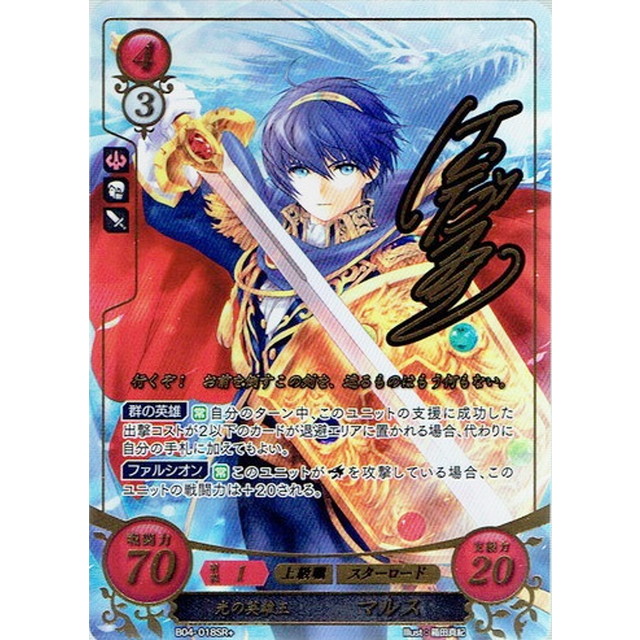 4
3
行くぞ! お前を倒すこの剣を、遮るものはもう何もない。
群の英雄 常 自分のターン中、このユニットの支援に成功した
出撃コストが2以下のカードが退避エリアに置かれる場合、代わりに
自分の手札に加えてもよい。
ファルシオン 常 このユニットが を攻撃している場合、この
ユニットの戦闘力は+20される。
戦闘力
70
射程 1 上級職 スターロード
支援力
20
光の英雄王 マルス
B04-018SR+ Illust:箱田真紀